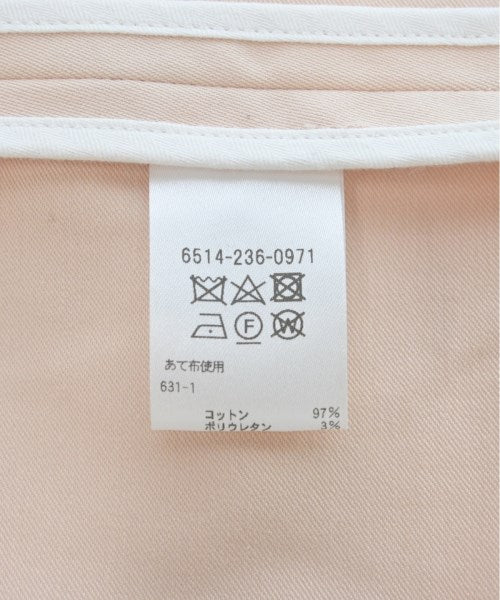 6514-236-0971
F W
あて布使用
631-1
コットン 97%
ポリウレタン 3%